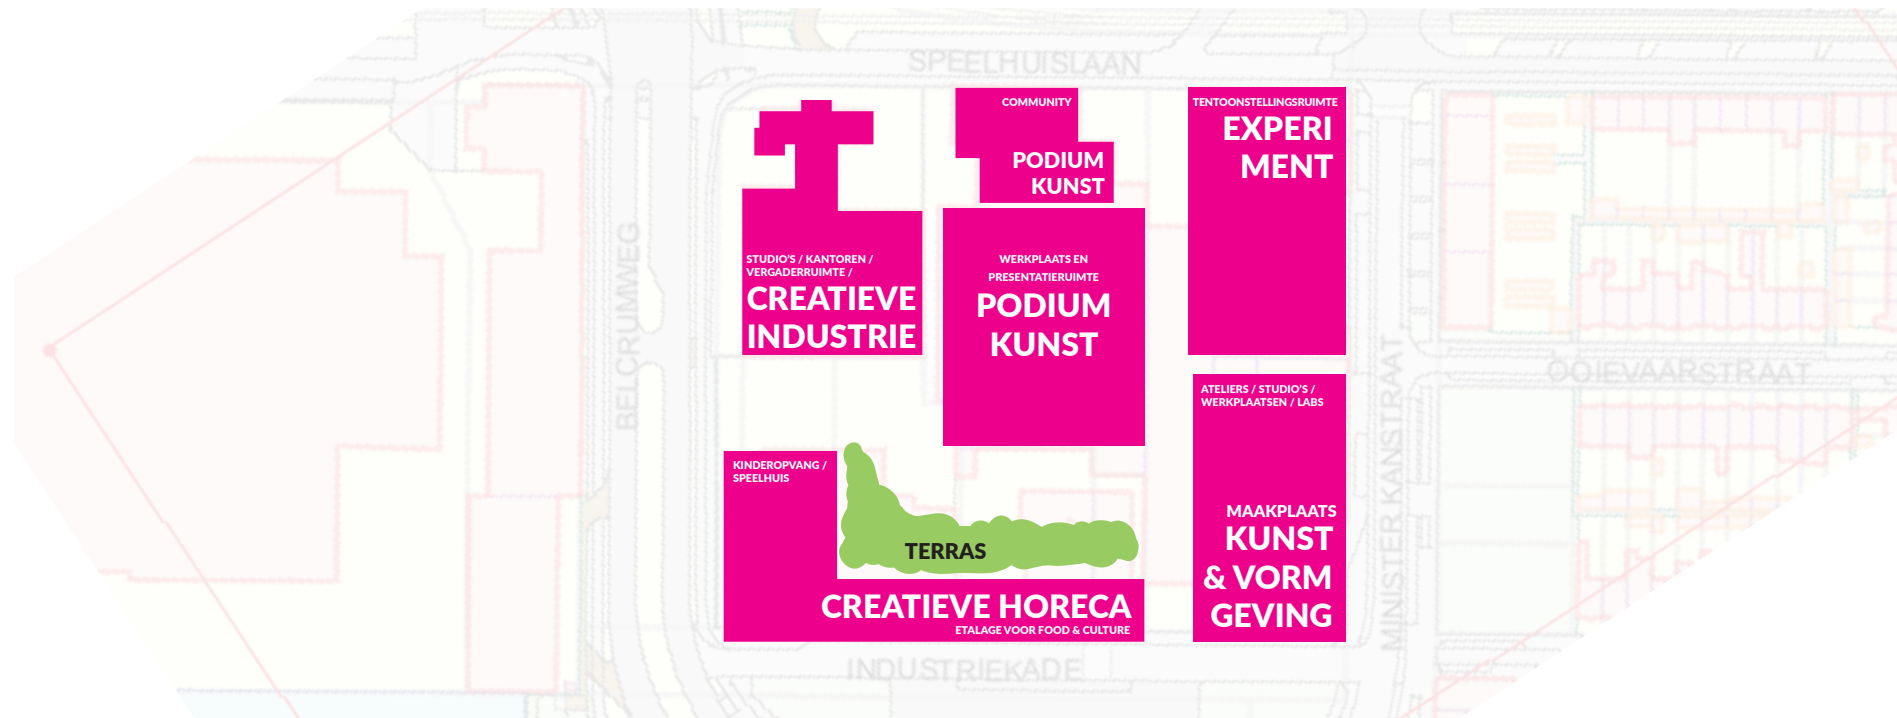 SPEELHUISLAAN
COMMUNITY
PODIUM
KUNST
TENTOONSTELLINGSRUIMTE
EXPERI
MENT
BELCRUMWEG
STUDIO'S / KANTOREN /
VERGADERRUIMTE /
CREATIEVE
INDUSTRIE
WERKPLAATS EN
PRESENTATIERUIMTE
PODIUM
KUNST
MINISTER KANSTRAAT
OOIEVAARSTRAAT
ATELIERS / STUDIO'S /
WERKPLAATSEN / LABS
MAAKPLAATS
KUNST
& VORM
GEVING
KINDEROPVANG /
SPEELHUIS
TERRAS
CREATIEVE HORECA
ETALAGE VOOR FOOD & CULTURE
INDUSTRIEKADE